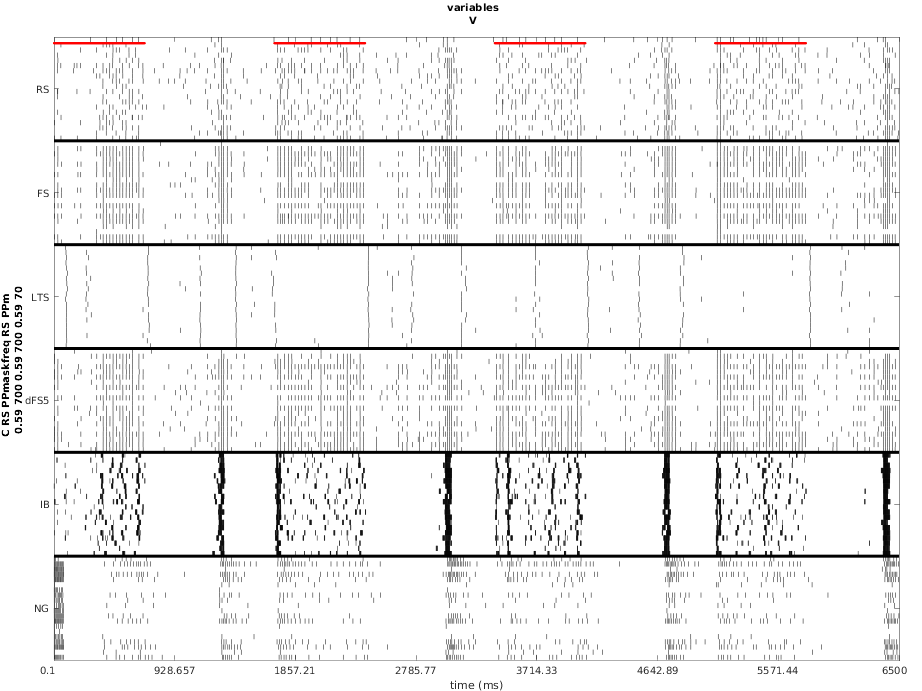 variables
V
RS
FS
LTS
dFS5
IB
NG
C RS PPmaskfreq RS PPm
0.59 700 0.59 700 0.59 70
0.1 928.657 1857.21 2785.77 3714.33 4642.89 5571.44 6500
time (ms)